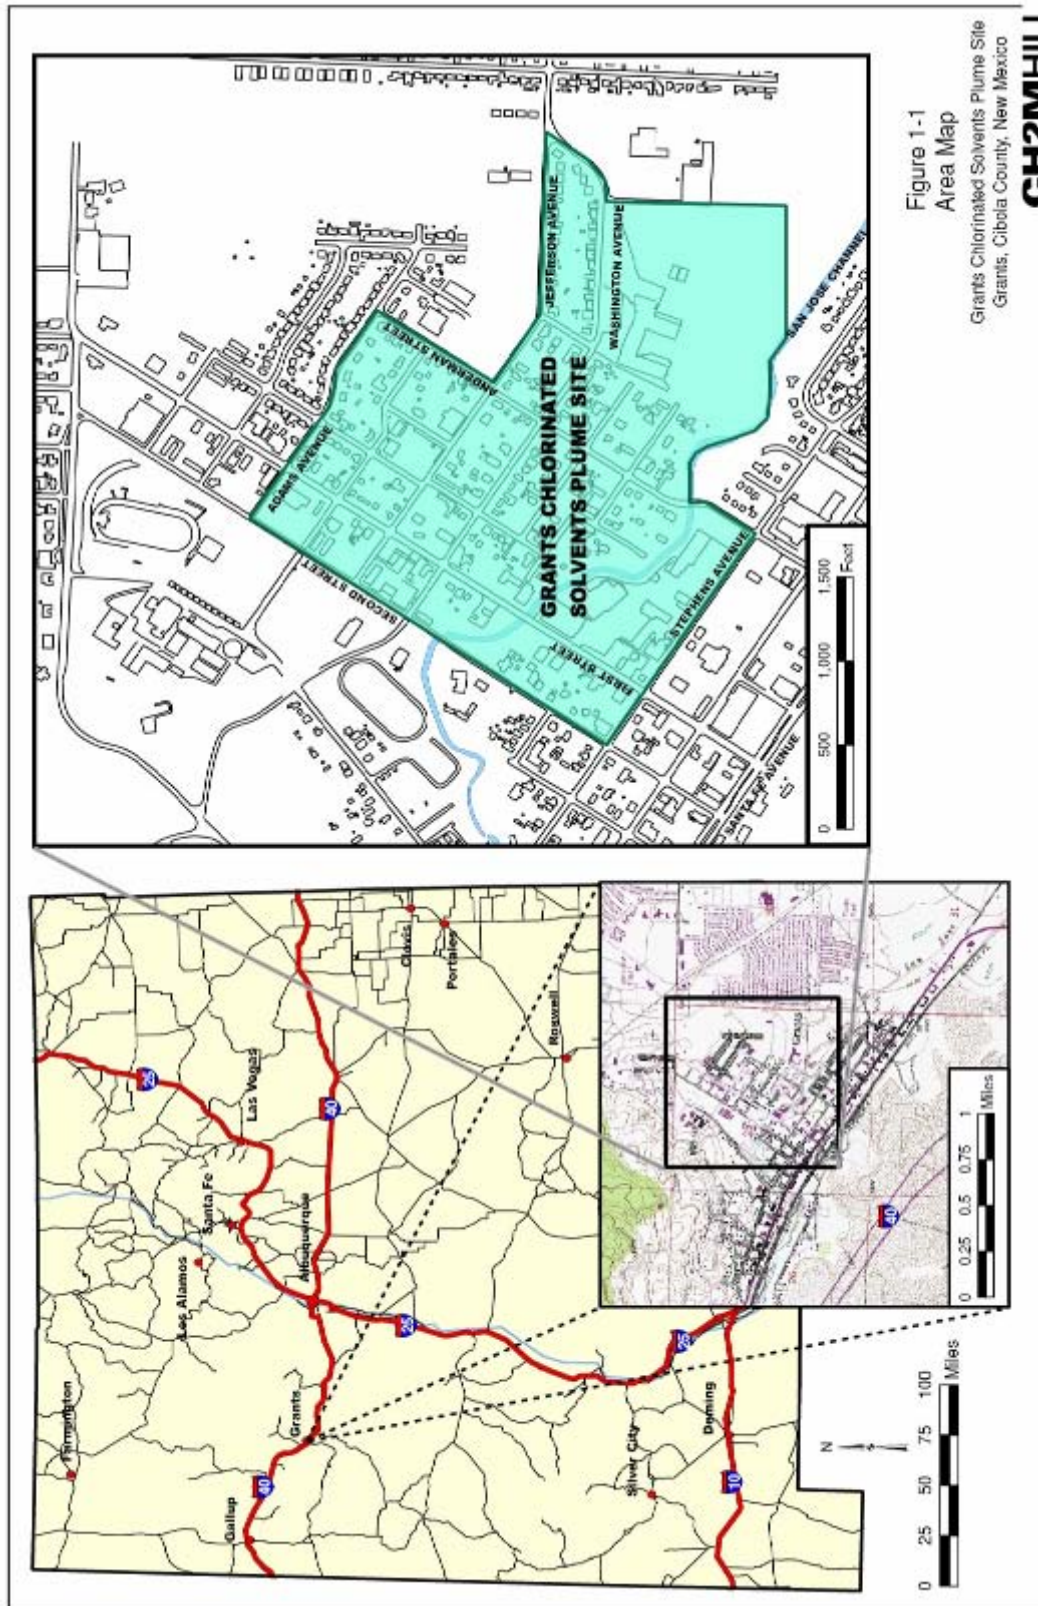 Farmington
Los Alamos
Santa Fe
Las Vegas
25
Gallup
40
Grants
Albuquerque
40
Clovis
Portales
25
Roswell
Silver City
25
Deming
10
N
0 25 50 75 100
Miles
40
0 0.25 0.5 0.75 1
Miles
ADAMS AVENUE
ANDERMAN STREET
SECOND STREET
JEFFERSON AVENUE
WASHINGTON AVENUE
GRANTS CHLORINATED
SOLVENTS PLUME SITE
FIRST STREET
STEPHENS AVENUE
SANTA FE AVENUE
SAN JOSE CHANNEL
0 500 1,000 1,500
Feet
Figure 1-1
Area Map
Grants Chlorinated Solvents Plume Site
Grants, Cibola County, New Mexico
CH2MHILL